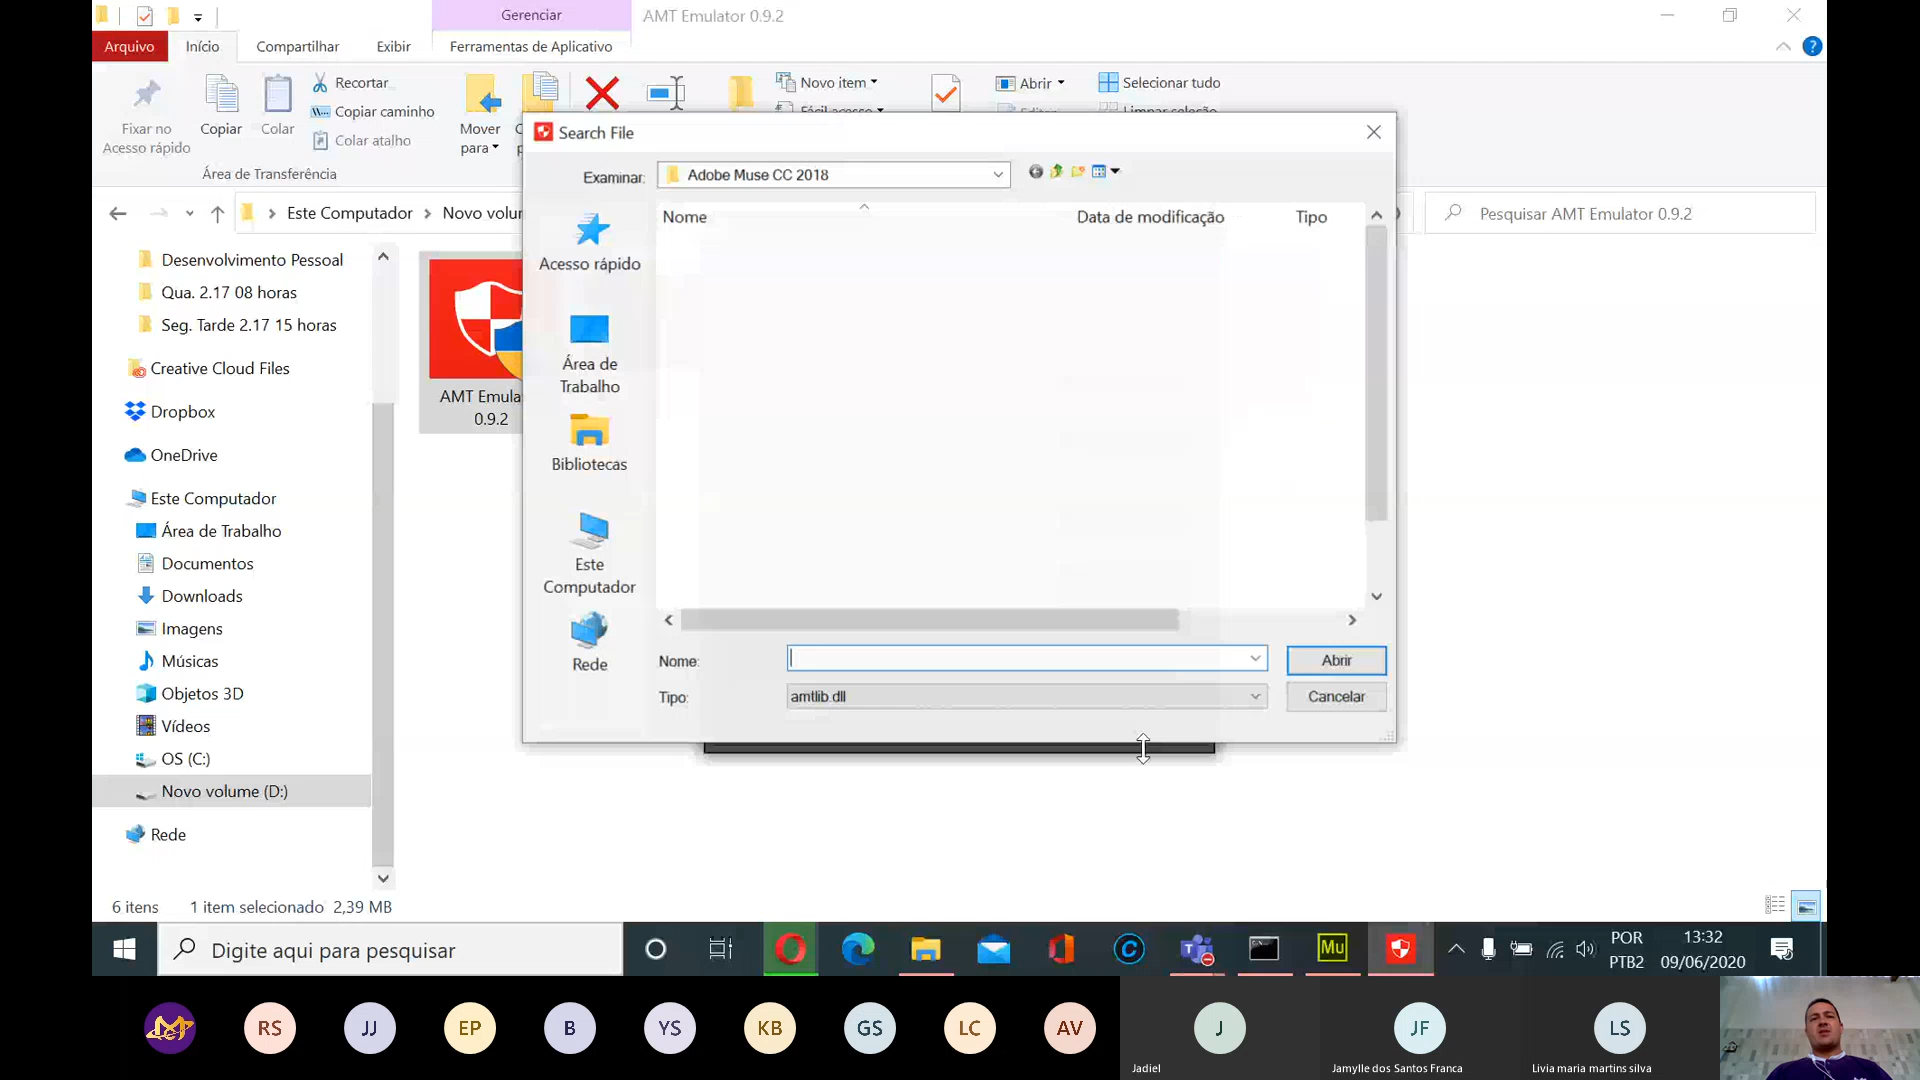 Gerenciar
AMT Emulator 0.9.2
Arquivo
Início
Compartilhar
Exibir
Ferramentas de Aplicativo
Fixar no
Acesso rápido
Copiar
Colar
Recortar
Copiar caminho
Colar atalho
Mover
para
Novo item
Fácil acesso
Abrir
Selecionar tudo
Limpar seleção
Área de Transferência
Este Computador
Novo volur
Pesquisar AMT Emulator 0.9.2
Desenvolvimento Pessoal
Qua. 2.17 08 horas
Seg. Tarde 2.17 15 horas
Creative Cloud Files
Dropbox
OneDrive
Este Computador
Área de Trabalho
Documentos
Downloads
Imagens
Músicas
Objetos 3D
Vídeos
OS (C:)
Novo volume (D:)
Rede
AMT Emula
0.9.2
Search File
Examinar:
Adobe Muse CC 2018
Nome
Data de modificação
Tipo
Acesso rápido
Área de
Trabalho
Bibliotecas
Este
Computador
Rede
Nome:
Abrir
Tipo:
amtlib.dll
Cancelar
6 itens
1 item selecionado 2,39 MB
Digite aqui para pesquisar
Mu
POR
PTB2
13:32
09/06/2020
RS
JJ
EP
B
YS
KB
GS
LC
AV
J
JF
LS
Jadiel
Jamylle dos Santos Franca
Livia maria martins silva